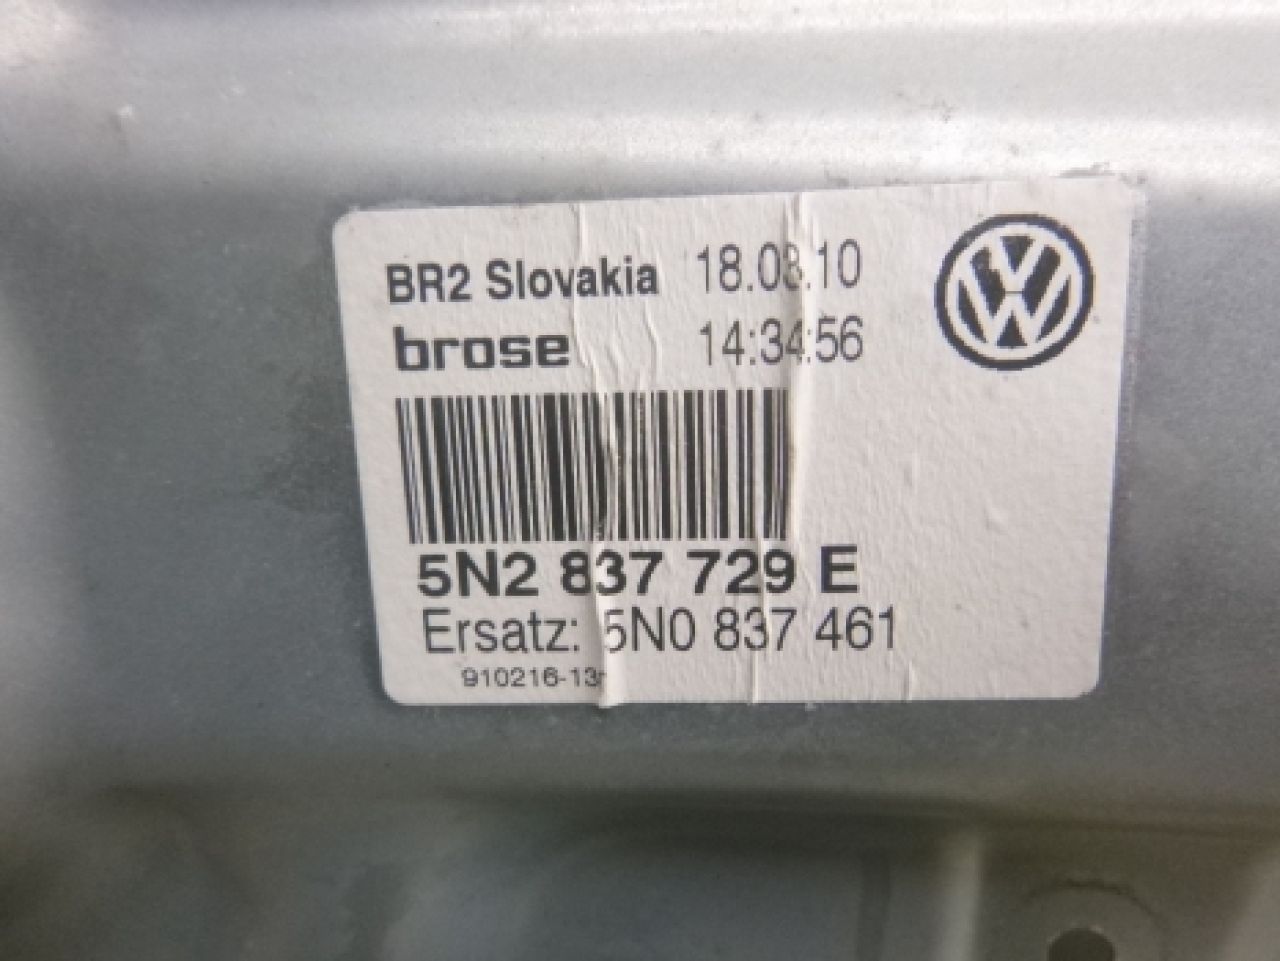 BR2 Slovakia 18.08.10
brose 14:34:56
5N2 837 729 E
Ersatz: 5N0 837 461
910216-13